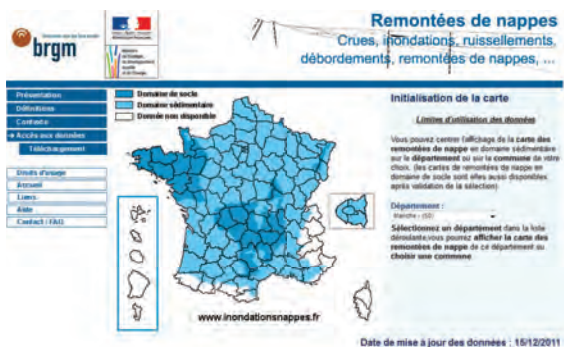 brgm
Remontées de nappes
Crues, inondations, ruissellements,
débordements, remontées de nappes, ...
Présentation
Définitions
Contexte
Accès aux données
Téléchargement
Droits d'usage
Accueil
Liens
Aide
Contact / FAQ
Domaine de socle
Domaine sédimentaire
Donnée non disponible
www.inondationsnappes.fr
Initialisation de la carte
Limites d'utilisation des données
Vous pouvez centrer l'affichage de la carte des
remontées de nappe en domaine sédimentaire
sur le département ou sur la commune de votre
choix. (les cartes de remontées de nappe en
domaine de socle sont elles aussi disponibles
après validation de la sélection).
Département :
Manche - (50)
Sélectionnez un département dans la liste
déroulante,vous pourrez afficher la carte des
remontées de nappe de ce département ou
choisir une commune.
Date de mise à jour des données : 15/12/2011